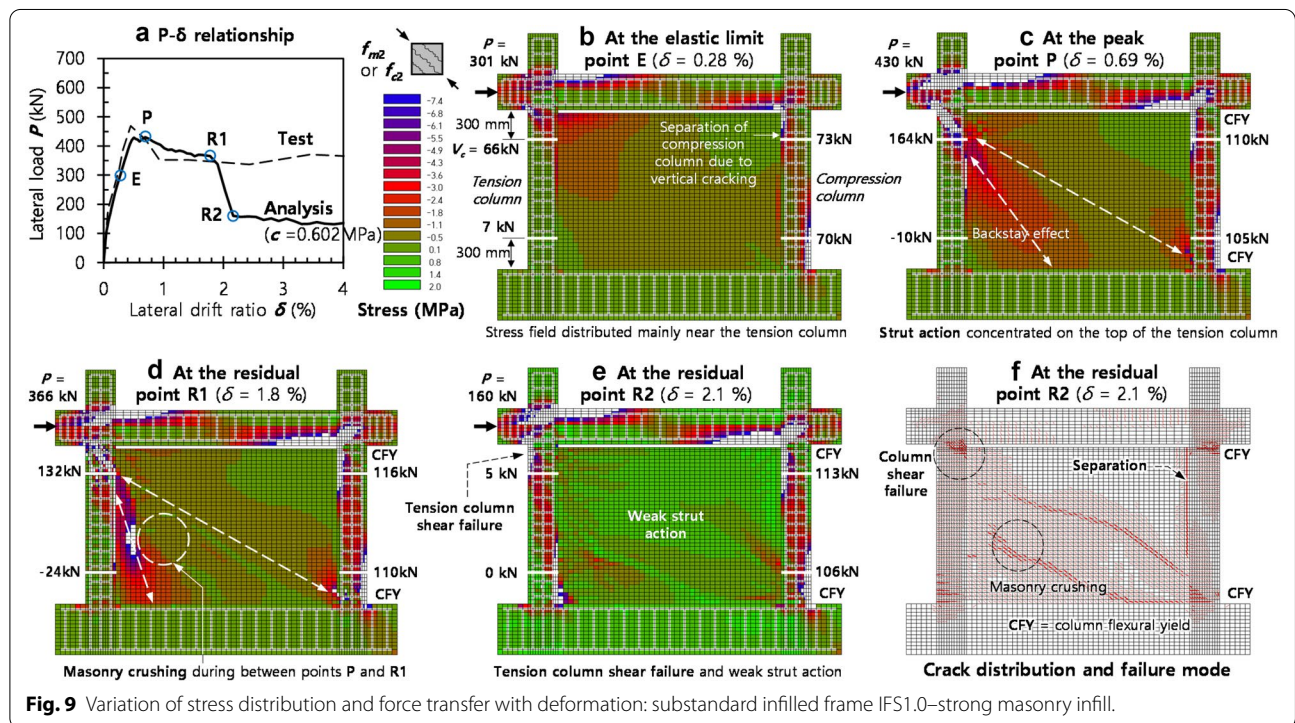 a P-δ relationship
Lateral load P (kN)
700
600
500
400
300
200
100
0
P
R1
Test
E
R2
Analysis
(c =0.602MPa)
0
1
2
3
4
Lateral drift ratio δ (%)
fm2
or fc2
-7.4
-6.8
-6.1
-5.5
-4.9
-4.3
-3.6
-3.0
-2.4
-1.8
-1.1
-0.5
0.1
0.8
1.4
2.0
Stress (MPa)
b At the elastic limit
point E (δ = 0.28 %)
P =
301 kN
300 mm
Vc = 66kN
Tension
column
7 kN
300 mm
Separation of
compression
column due to
vertical cracking
73kN
Compression
column
70kN
Stress field distributed mainly near the tension column
c At the peak
point P (δ = 0.69 %)
P =
430 kN
CFY
164kN
110kN
Backstay effect
-10kN
105kN
CFY
Strut action concentrated on the top of the tension column
d At the residual
point R1 (δ = 1.8 %)
P =
366 kN
CFY
132kN
116kN
-24kN
110kN
CFY
Masonry crushing during between points P and R1
e At the residual
point R2 (δ = 2.1 %)
P =
160 kN
CFY
5 kN
113kN
Tension column
shear failure
Weak strut
action
0 kN
106kN
CFY
Tension column shear failure and weak strut action
f At the residual
point R2 (δ = 2.1 %)
Column
shear
failure
CFY
Separation
Masonry crushing
CFY
CFY = column flexural yield
Crack distribution and failure mode
Fig. 9 Variation of stress distribution and force transfer with deformation: substandard infilled frame IFS1.0–strong masonry infill.